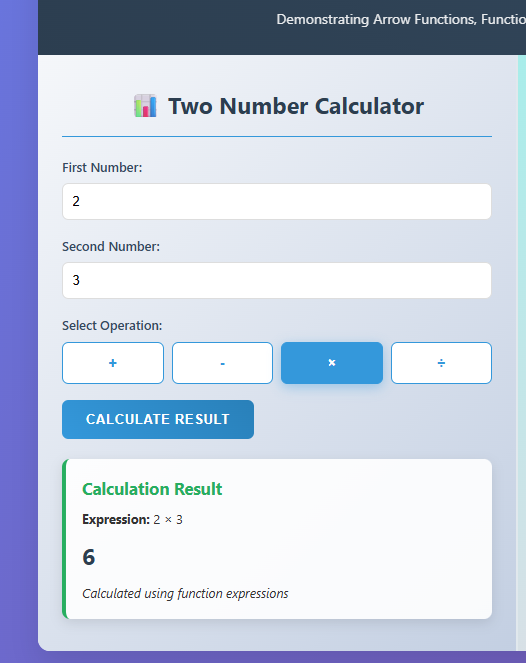 Demonstrating Arrow Functions, Functio
Two Number Calculator
First Number:
2
Second Number:
3
Select Operation:
+ - × ÷
CALCULATE RESULT
Calculation Result
Expression: 2 × 3
6
Calculated using function expressions